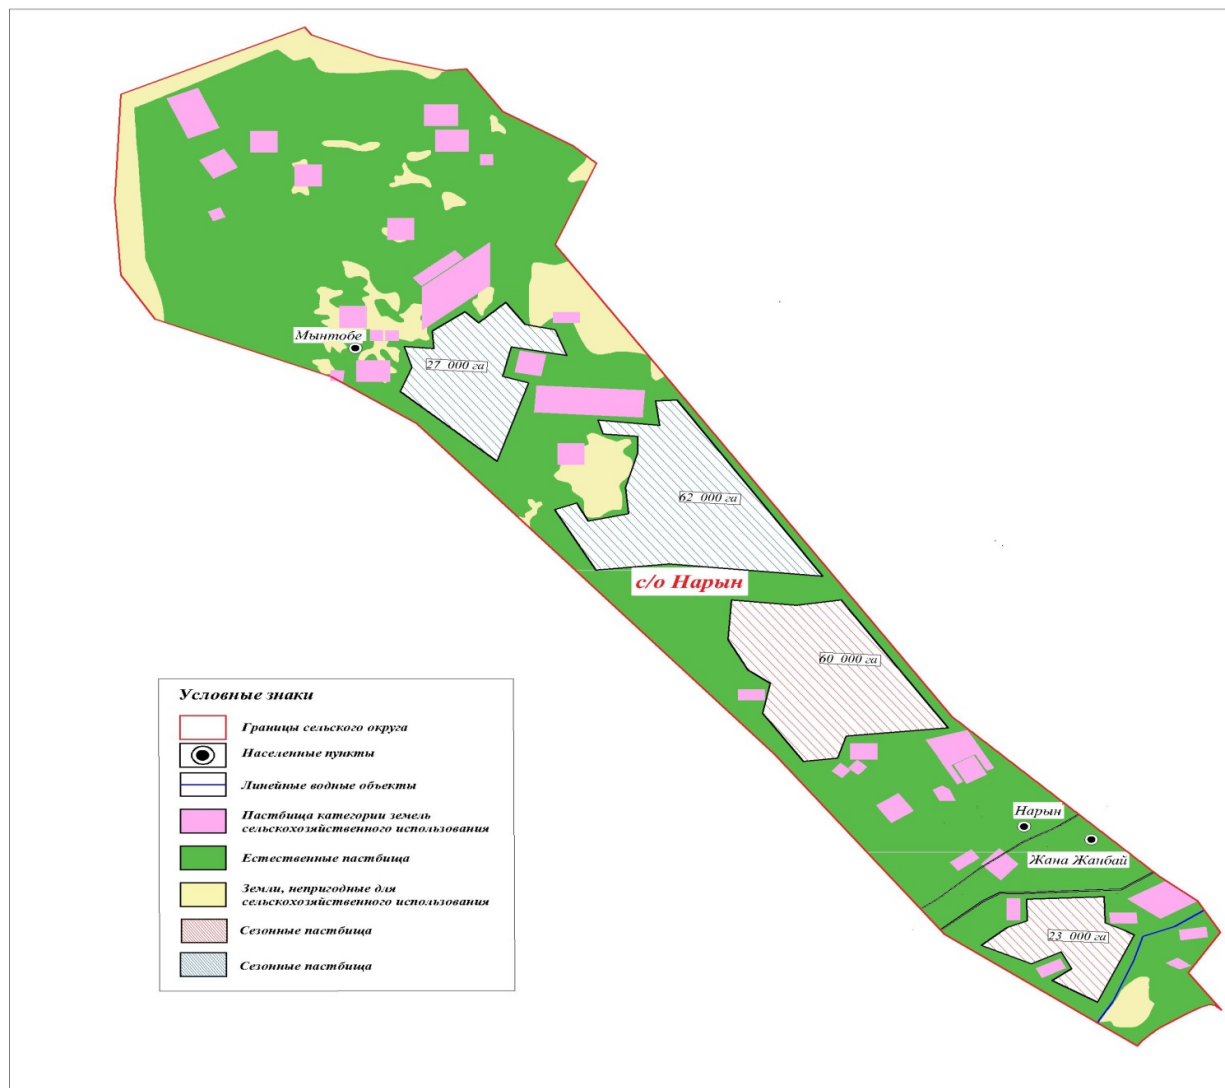 Мынтобе
27 000 га
62 000 га
с/о Нарын
60 000 га
Нарын
Жана Жанбай
23 000 га
Условные знаки
Границы сельского округа
Населенные пункты
Линейные водные объекты
Пастбища категории земель
сельскохозяйственного использования
Естественные пастбища
Земли, непригодные для
сельскохозяйственного использования
Сезонные пастбища
Сезонные пастбища